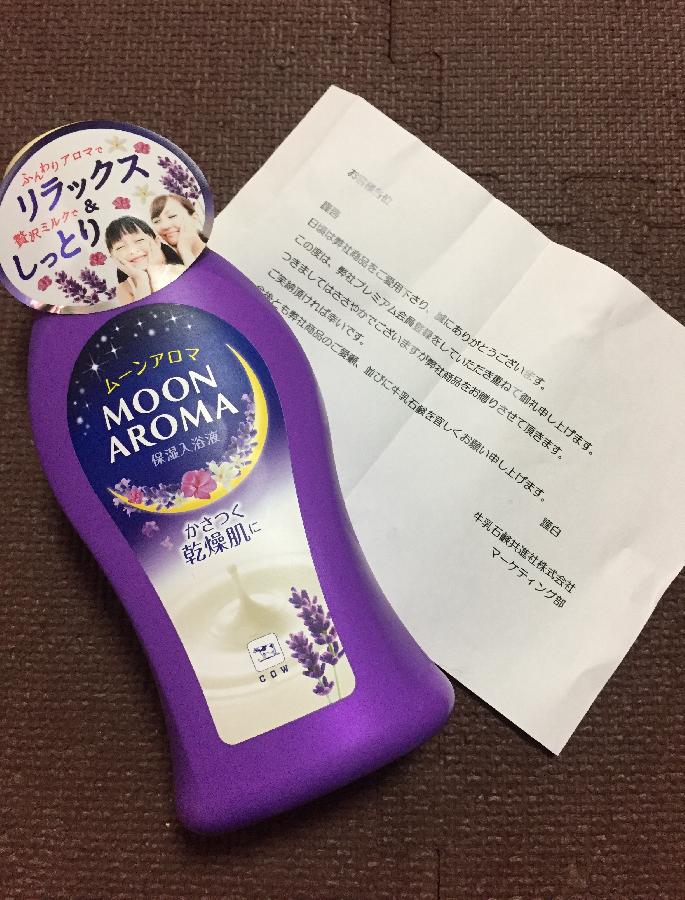 ふんわりアロマで
リラックス
&
贅沢ミルクで
しっとり
ムーンアロマ
MOON
AROMA
保湿入浴液
かさつく
乾燥肌に
COW
お客様各位
謹啓
日頃は弊社商品をご愛用下さり、誠にありがとうございます。
この度は、弊社プレミアム会員登録をしていただき重ねて御礼申し上げます。
つきましてはささやかでございますが弊社商品をお贈りさせて頂きます。
ご笑納頂ければ幸いです。
今後とも弊社商品のご愛顧、並びに牛乳石鹸を宜しくお願い申し上げます。
謹白
牛乳石鹸共進社株式会社
マーケティング部